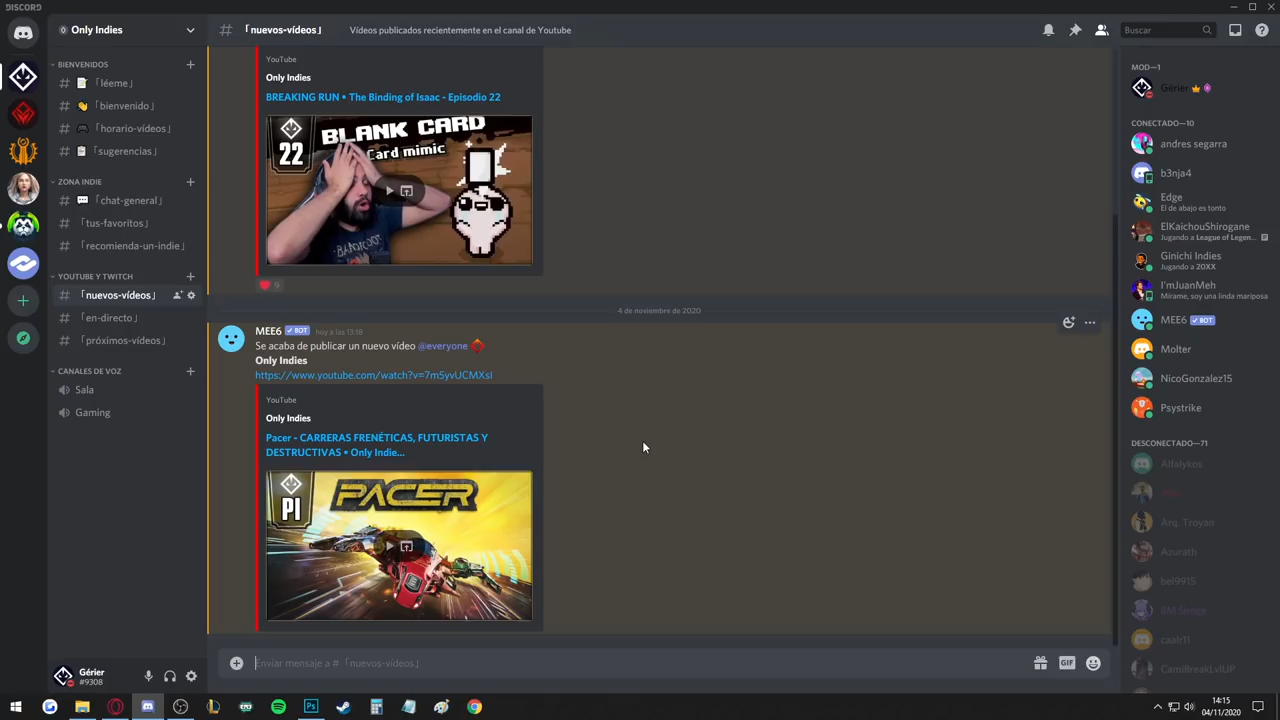 DISCORD
Only Indies
BIENVENIDOS
「léeme」
「bienvenido」
「horario-vídeos」
「sugerencias」
ZONA INDIE
「chat-general」
「tus-favoritos」
「recomienda-un-indie」
YOUTUBE Y TWITCH
「nuevos-vídeos」
「en-directo」
「próximos-vídeos」
CANALES DE VOZ
Sala
Gaming
Gérier
#9308
# 「nuevos-vídeos」 Vídeos publicados recientemente en el canal de Youtube
Buscar
YouTube
Only Indies
BREAKING RUN • The Binding of Isaac - Episodio 22
22
BLANK CARD
Card mimic
9
4 de noviembre de 2020
MEE6 BOT hoy a las 13:18
Se acaba de publicar un nuevo vídeo @everyone
Only Indies
https://www.youtube.com/watch?v=7m5yvUCMXsI
YouTube
Only Indies
Pacer - CARRERAS FRENÉTICAS, FUTURISTAS Y
DESTRUCTIVAS • Only Indie...
PI
PACER
Enviar mensaje a # 「nuevos-vídeos」
GIF
MOD—1
Gérier
CONECTADO—10
andres segarra
b3nja4
Edge
El de abajo es tonto
ElKaichouShirogane
Jugando a League of Legen...
Ginichi Indies
Jugando a 20XX
I'mJuanMeh
Mírame, soy una linda mariposa
MEE6 BOT
Molter
NicoGonzalez15
Psystrike
DESCONECTADO—71
Alfalykos
Arq. Troyan
Azurath
bel9915
caalr11
CamiBreakLvlUP
Ps
14:15
04/11/2020